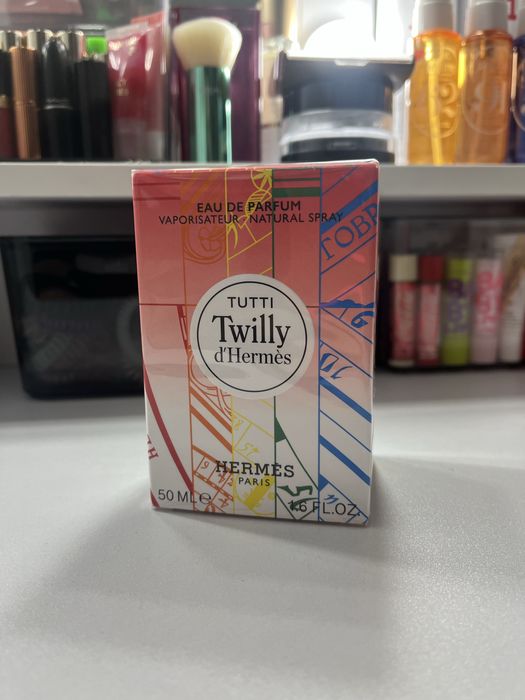 EAU DE PARFUM
VAPORISATEUR - NATURAL SPRAY
TUTTI
Twilly
d'Hermès
HERMÈS
PARIS
50 ML e 1.6 FL.OZ.